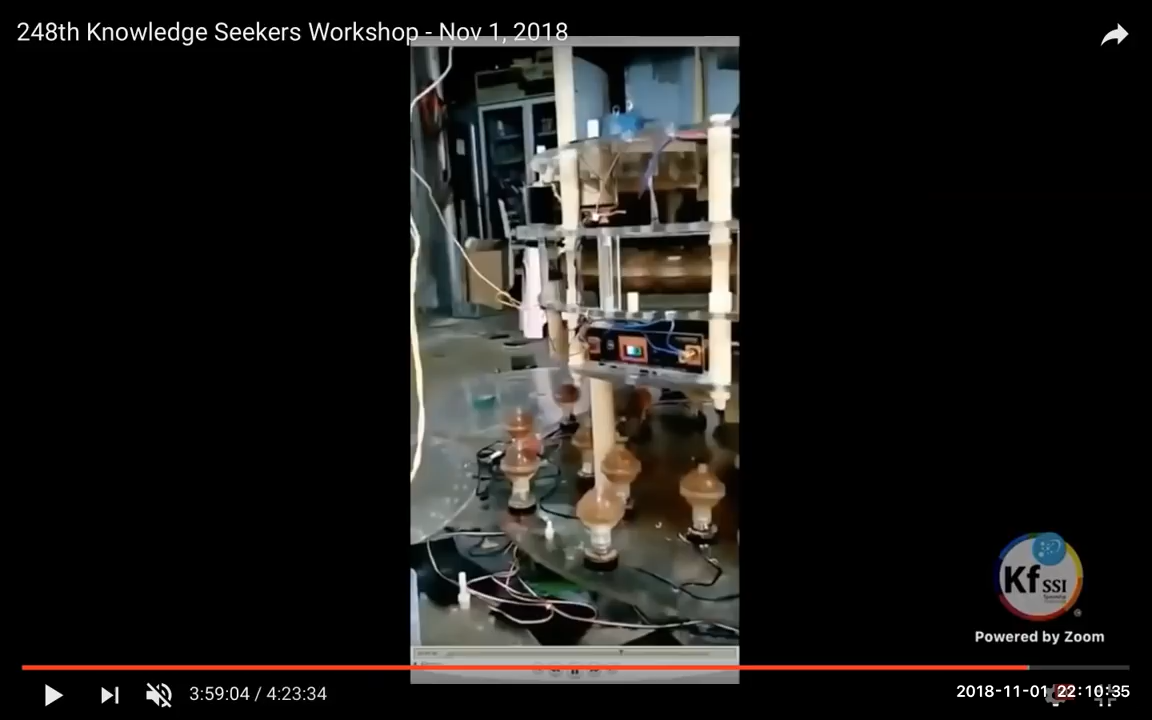 248th Knowledge Seekers Workshop - Nov 1, 2018
Kf SSI
Powered by Zoom
3:59:04 / 4:23:34
2018-11-01 22:10:35